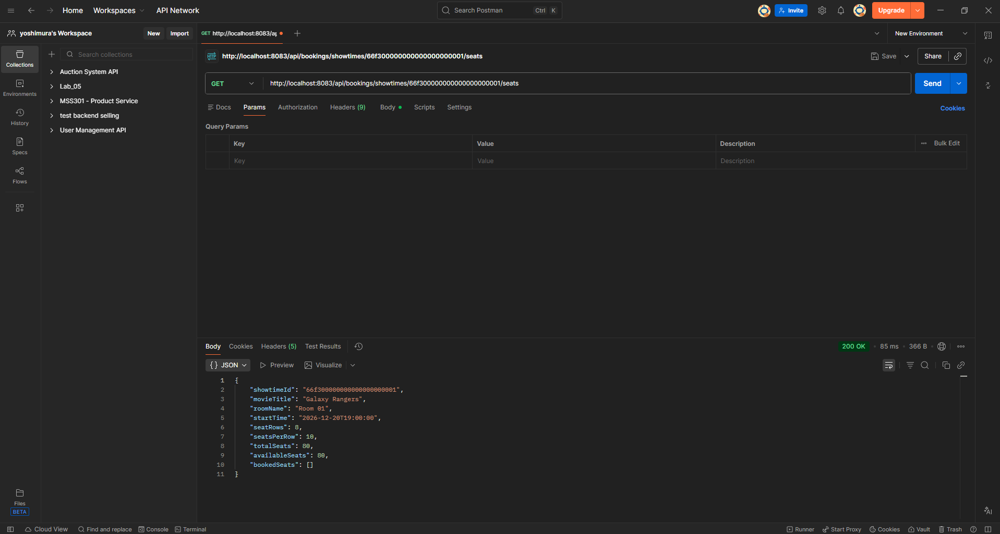 Home Workspaces API Network Search Postman Ctrl K Invite Upgrade
yoshimura's Workspace New Import GET http://localhost:8083/ap New Environment
Search collections
Collections
Auction System API
Lab_05
MSS301 - Product Service
test backend selling
User Management API
Environments
History
Specs
Flows
Files
BETA
HTTP http://localhost:8083/api/bookings/showtimes/66f300000000000000000001/seats Save Share
GET http://localhost:8083/api/bookings/showtimes/66f300000000000000000001/seats Send
Docs Params Authorization Headers (9) Body Scripts Settings Cookies
Query Params
Key Value Description Bulk Edit
Key Value Description
Body Cookies Headers (5) Test Results 200 OK 85 ms 366 B
{} JSON Preview Visualize
1 {
2 "showtimeId": "66f300000000000000000001",
3 "movieTitle": "Galaxy Rangers",
4 "roomName": "Room 01",
5 "startTime": "2026-12-20T19:00:00",
6 "seatRows": 8,
7 "seatsPerRow": 10,
8 "totalSeats": 80,
9 "availableSeats": 80,
10 "bookedSeats": []
11 }
AI
Cloud View Find and replace Console Terminal Runner Start Proxy Cookies Vault Trash